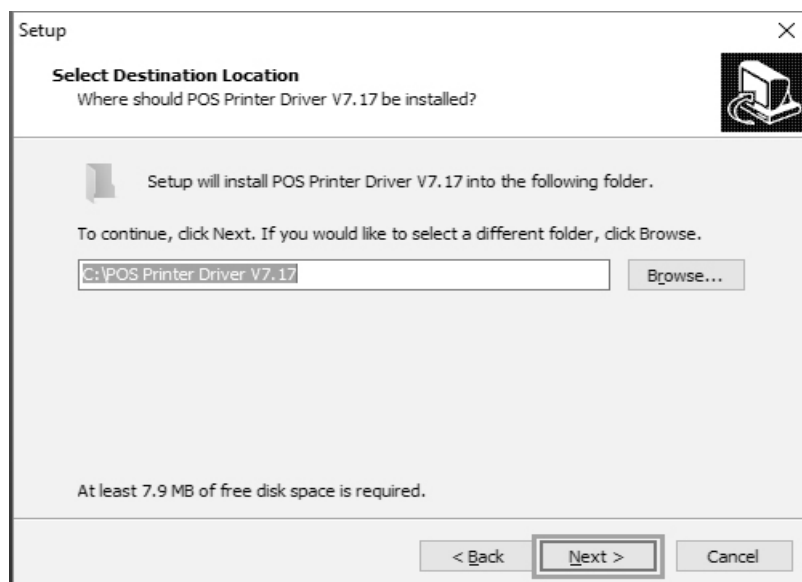 Setup
Select Destination Location
Where should POS Printer Driver V7.17 be installed?
Setup will install POS Printer Driver V7.17 into the following folder.
To continue, click Next. If you would like to select a different folder, click Browse.
C:\POS Printer Driver V7.17
Browse...
At least 7.9 MB of free disk space is required.
< Back
Next >
Cancel